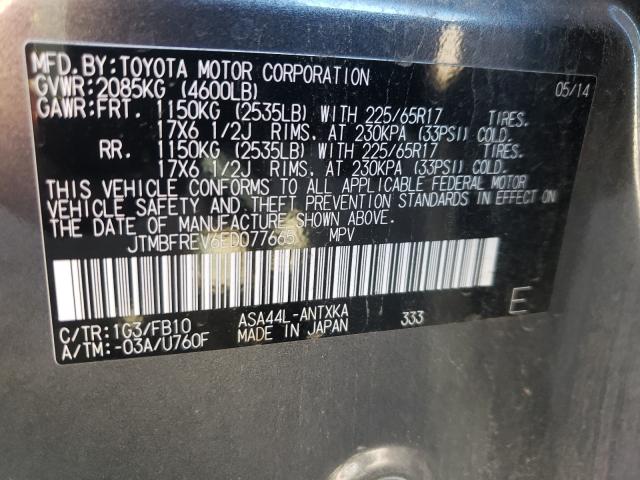 MFD.BY:TOYOTA MOTOR CORPORATION 05/14
GVWR:2085KG (4600LB)
GAWR:FRT. 1150KG (2535LB) WITH 225/65R17 TIRES.
17X6 1/2J RIMS. AT 230KPA (33PSI) COLD.
RR. 1150KG (2535LB) WITH 225/65R17 TIRES.
17X6 1/2J RIMS. AT 230KPA (33PSI) COLD.
THIS VEHICLE CONFORMS TO ALL APPLICABLE FEDERAL MOTOR
VEHICLE SAFETY AND THEFT PREVENTION STANDARDS IN EFFECT ON
THE DATE OF MANUFACTURE SHOWN ABOVE.
JTMBFREV6ED077665 MPV
E
C/TR:1G3/FB10 ASA44L-ANTXKA 333
A/TM:-03A/U760F MADE IN JAPAN